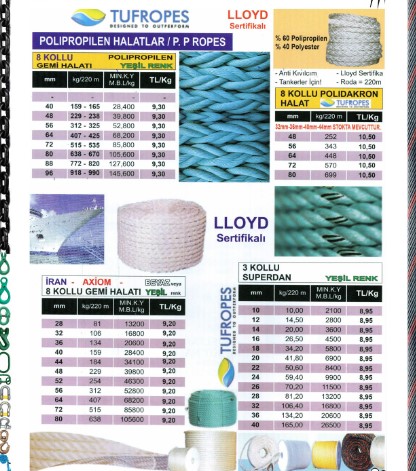 TUFROPES
DESIGNED TO OUTPERFORM
LLOYD
Sertifikalı
POLIPROPILEN HALATLAR / P. P ROPES
8 KOLLU POLIPROPILEN
GEMİ HALATI YEŞİL RENK
mm kg/220 m MİN.K.Y M.B.L/kg TL/Kg
40 159 - 165 28,400 9,30
48 229 - 238 39,800 9,30
56 312 - 325 52,800 9,30
64 407 - 425 68,200 9,30
72 515 - 535 85,800 9,30
80 638 - 670 105,600 9,30
88 772 - 820 127,600 9,30
96 918 - 990 145,600 9,30
% 60 Polipropilen
% 40 Polyester
- Anti Kıvılcım - Lloyd Sertifika
- Tankerler İçin! - Roda = 220m
8 KOLLU POLIDAKRON
HALAT TUFROPES
32mm-36mm-40mm-44mm STOKTA MEVCUTTUR.
mm kg/220 m TL/Kg
48 252 10,50
56 343 10,50
64 448 10,50
72 570 10,50
80 699 10,50
LLOYD
Sertifikalı
İRAN - AXIOM - BEYAZ veya
8 KOLLU GEMİ HALATI YEŞİL renk
mm kg/220 m MİN.K.Y M.B.L/kg TL/Kg
28 81 13200 9,20
32 106 16800 9,20
36 134 20600 9,20
40 159 28400 9,20
44 184 34100 9,20
48 229 39800 9,20
52 254 46300 9,20
56 312 52800 9,20
64 407 68200 9,20
72 515 85800 9,20
80 638 105600 9,20
TUFROPES
DESIGNED TO OUTPERFORM
3 KOLLU
SUPERDAN YEŞİL RENK
mm kg/220 m MİN.K.Y M.B.L/kg TL/Kg
10 10,00 2100 8,95
12 14,50 2800 8,95
14 20,00 3600 8,95
16 26,50 4500 8,95
18 34,20 5800 8,95
20 41,80 6900 8,95
22 50,60 8400 8,95
24 59,40 9900 8,95
26 70,20 11500 8,95
28 81,20 13200 8,95
32 106,40 16800 8,95
36 134,20 20600 8,95
40 165,00 26500 8,95